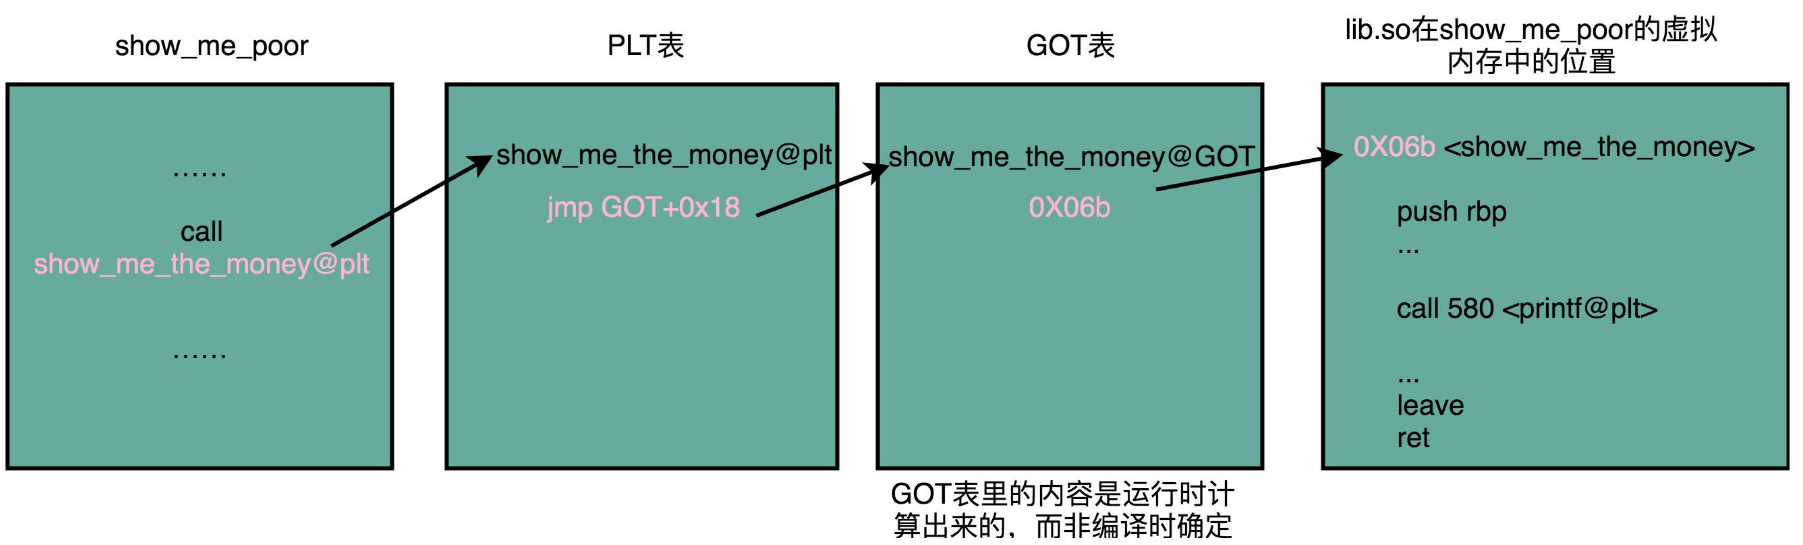 show_me_poor
PLT表
GOT表
lib.so在show_me_poor的虚拟
内存中的位置
......
call
show_me_the_money@plt
......
show_me_the_money@plt
jmp GOT+0x18
show_me_the_money@GOT
0X06b
0X06b <show_me_the_money>
push rbp
...
call 580 <printf@plt>
...
leave
ret
GOT表里的内容是运行时计
算出来的，而非编译时确定